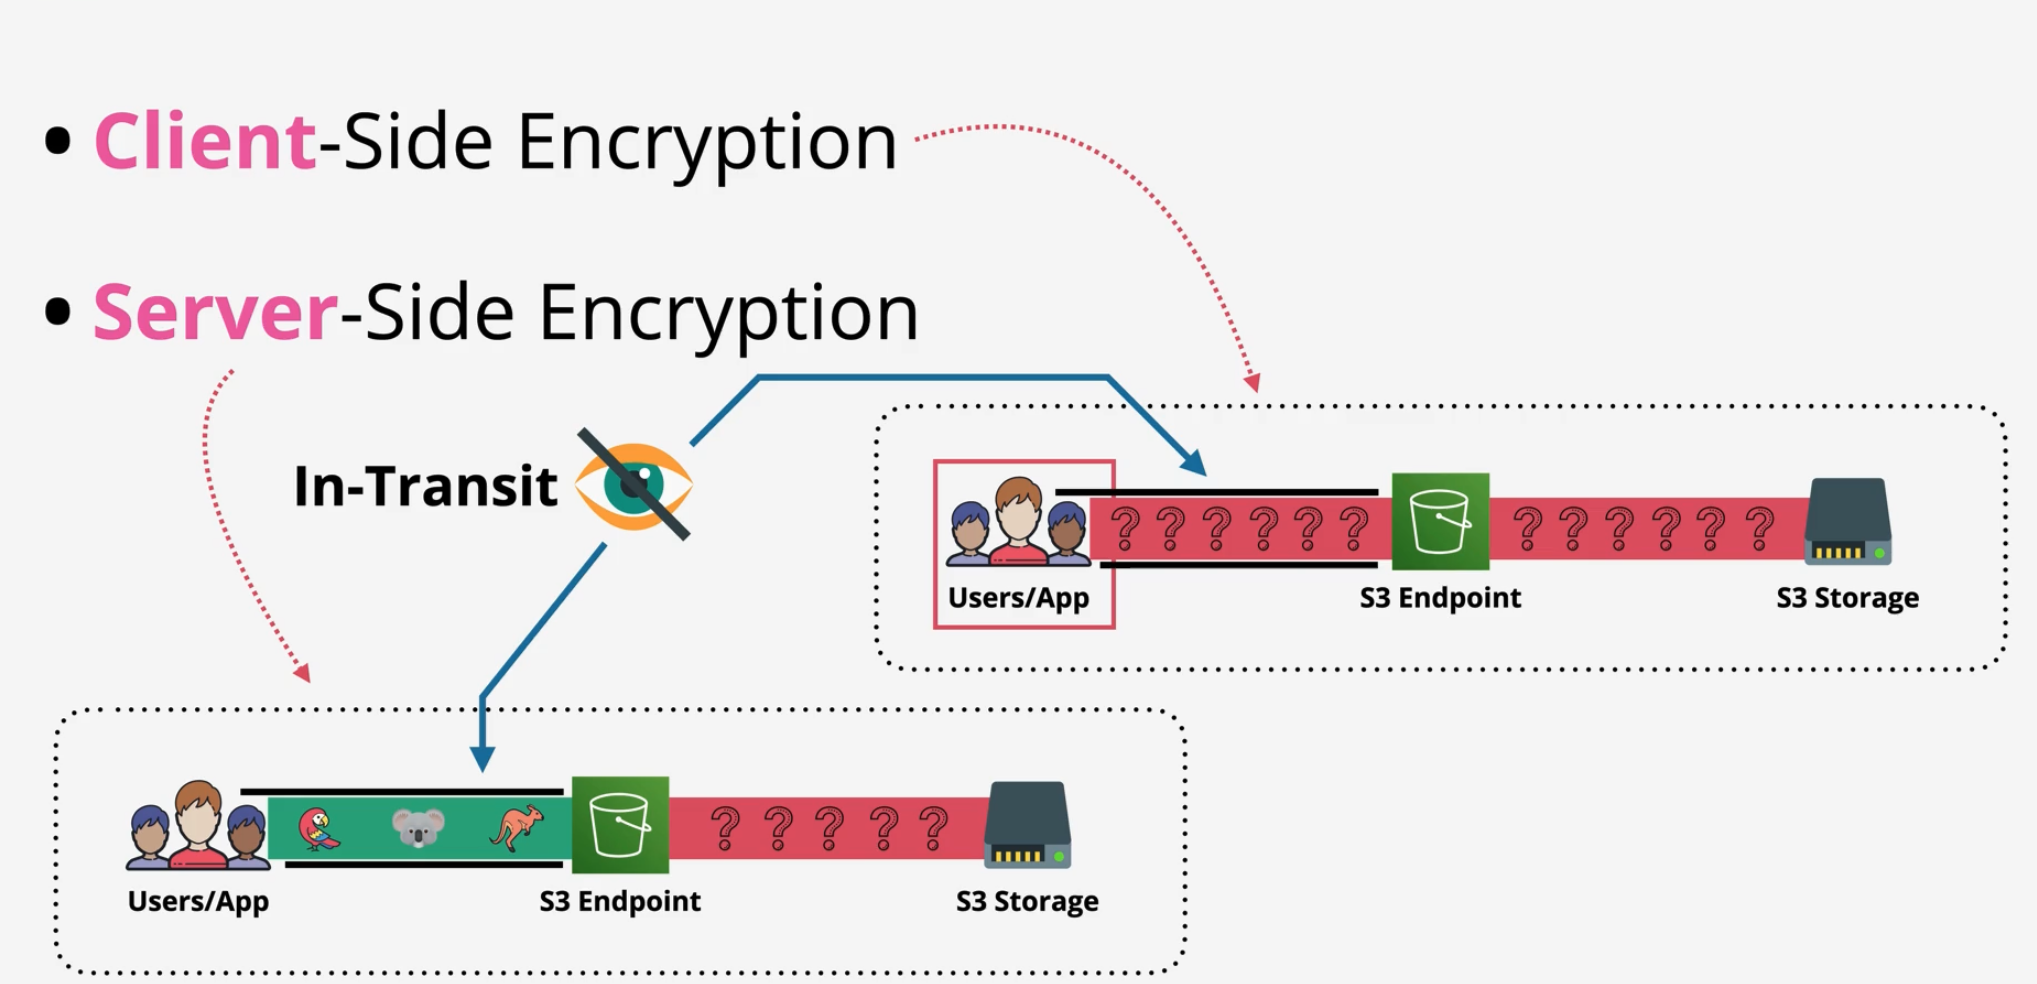 • Client-Side Encryption
• Server-Side Encryption
In-Transit
? ? ? ? ? ?
? ? ? ? ? ?
Users/App
S3 Endpoint
S3 Storage
? ? ? ? ?
Users/App
S3 Endpoint
S3 Storage